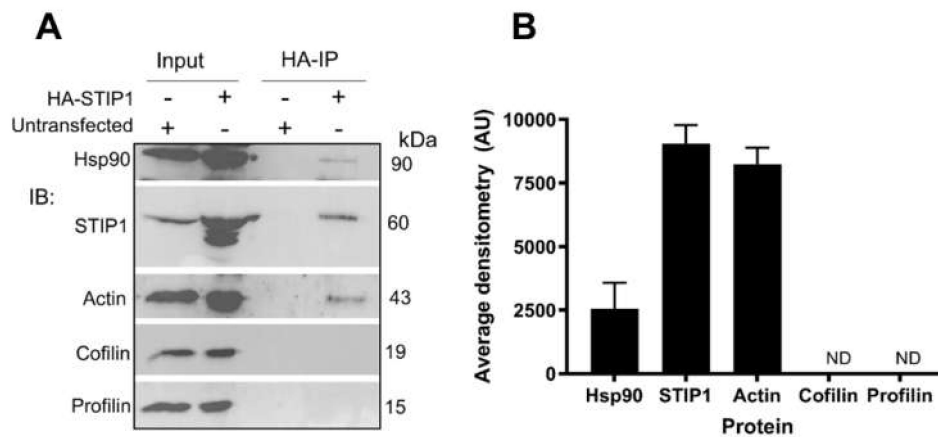 A
Input HA-IP
HA-STIP1 - + - +
Untransfected + - + -
kDa
Hsp90 90
IB:
STIP1 60
Actin 43
Cofilin 19
Profilin 15
B
Average densitometry (AU)
10000
7500
5000
2500
0
ND ND
Hsp90 STIP1 Actin Cofilin Profilin
Protein